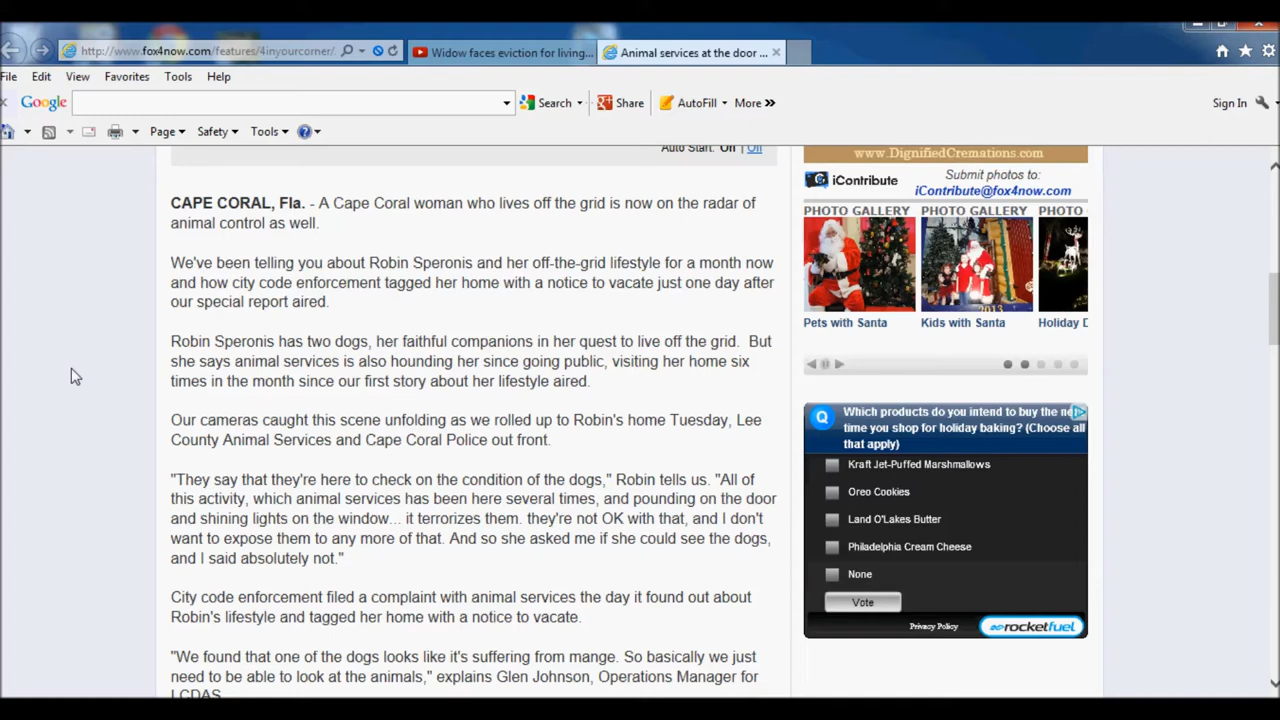 http://www.fox4now.com/features/4inyourcorner/
Widow faces eviction for living...
Animal services at the door ...
File Edit View Favorites Tools Help
Google Search Share AutoFill More »
Sign In
Page Safety Tools
Auto Start: On | Off
CAPE CORAL, Fla. - A Cape Coral woman who lives off the grid is now on the radar of
animal control as well.
We've been telling you about Robin Speronis and her off-the-grid lifestyle for a month now
and how city code enforcement tagged her home with a notice to vacate just one day after
our special report aired.
Robin Speronis has two dogs, her faithful companions in her quest to live off the grid. But
she says animal services is also hounding her since going public, visiting her home six
times in the month since our first story about her lifestyle aired.
Our cameras caught this scene unfolding as we rolled up to Robin's home Tuesday, Lee
County Animal Services and Cape Coral Police out front.
"They say that they're here to check on the condition of the dogs," Robin tells us. "All of
this activity, which animal services has been here several times, and pounding on the door
and shining lights on the window... it terrorizes them. they're not OK with that, and I don't
want to expose them to any more of that. And so she asked me if she could see the dogs,
and I said absolutely not."
City code enforcement filed a complaint with animal services the day it found out about
Robin's lifestyle and tagged her home with a notice to vacate.
"We found that one of the dogs looks like it's suffering from mange. So basically we just
need to be able to look at the animals," explains Glen Johnson, Operations Manager for
LCDAS.
www.DignifiedCremations.com
iContribute
Submit photos to:
iContribute@fox4now.com
PHOTO GALLERY PHOTO GALLERY PHOTO
2013
Pets with Santa Kids with Santa Holiday D
Q
Which products do you intend to buy the ne
time you shop for holiday baking? (Choose all
that apply)
Kraft Jet-Puffed Marshmallows
Oreo Cookies
Land O'Lakes Butter
Philadelphia Cream Cheese
None
Vote
Privacy Policy rocketfuel